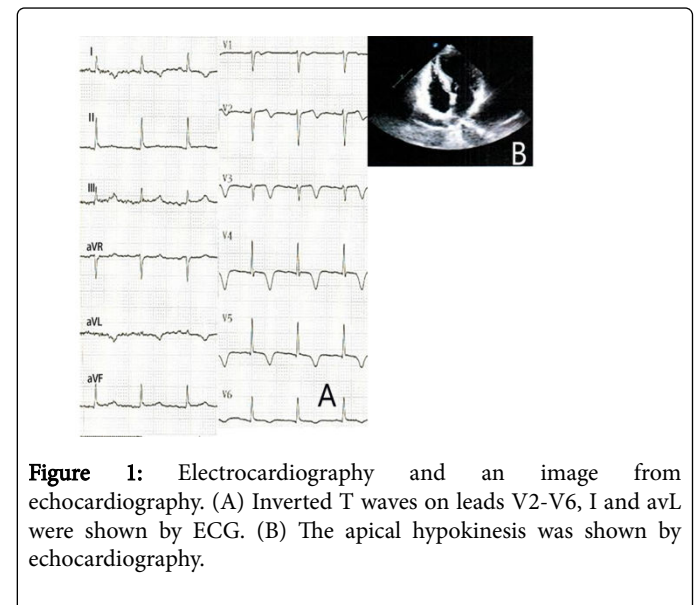 I
II
III
aVR
aVL
aVF
V1
V2
V3
V4
V5
V6
A
B
Figure 1: Electrocardiography and an image from
echocardiography. (A) Inverted T waves on leads V2-V6, I and avL
were shown by ECG. (B) The apical hypokinesis was shown by
echocardiography.